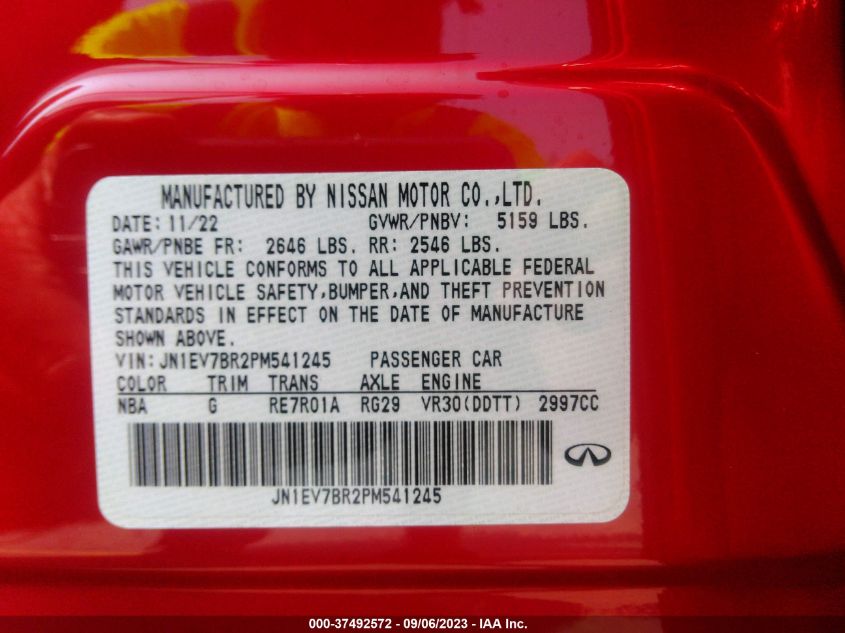 MANUFACTURED BY NISSAN MOTOR CO.,LTD.
DATE: 11/22 GVWR/PNBV: 5159 LBS.
GAWR/PNBE FR: 2646 LBS. RR: 2546 LBS.
THIS VEHICLE CONFORMS TO ALL APPLICABLE FEDERAL
MOTOR VEHICLE SAFETY,BUMPER,AND THEFT PREVENTION
STANDARDS IN EFFECT ON THE DATE OF MANUFACTURE
SHOWN ABOVE.
VIN:JN1EV7BR2PM541245 PASSENGER CAR
COLOR TRIM TRANS AXLE ENGINE
NBA G RE7R01A RG29 VR30(DDTT) 2997CC
JN1EV7BR2PM541245
000-37492572 - 09/06/2023 - IAA Inc.